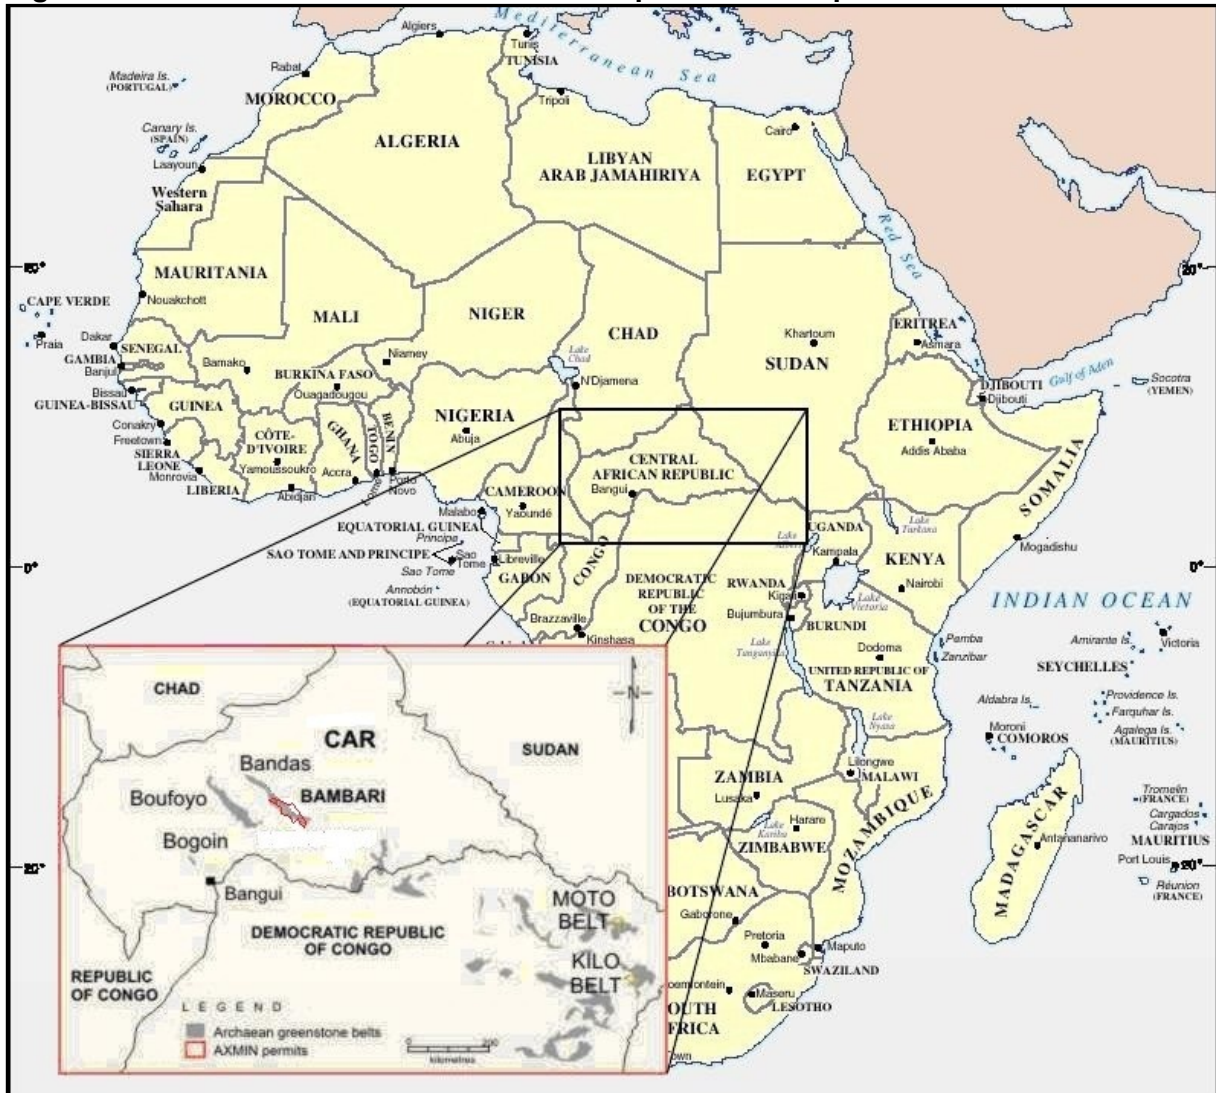 Mediterranean Sea
Algiers
Tunis
TUNISIA
Rabat
Madeira Is.
(PORTUGAL)
MOROCCO
Tripoli
Canary Is.
(SPAIN)
Cairo
ALGERIA
Laayoun
LIBYAN
ARAB JAMAHIRIYA
EGYPT
Western
Sahara
Red Sea
MAURITANIA
20°
CAPE VERDE
Nouakchott
MALI
NIGER
CHAD
Khartoum
ERITREA
Asmara
Praia
Dakar
SENEGAL
GAMBIA
Banjul
Bamako
Niamey
Lake
Chad
SUDAN
BURKINA FASO
Ouagadougou
N'Djamena
DJIBOUTI
Djibouti
Gulf of Aden
Socotra
(YEMEN)
Bissau
GUINEA-BISSAU
GUINEA
NIGERIA
Abuja
BENIN
TOGO
GHANA
CÔTE-
D'IVOIRE
Yamoussoukro
Conakry
Freetown
SIERRA
LEONE
Monrovia
LIBERIA
Abidjan
Accra
Lome
Porto
Novo
ETHIOPIA
Addis Ababa
SOMALIA
CENTRAL
AFRICAN REPUBLIC
Bangui
CAMEROON
Yaoundé
Malabo
EQUATORIAL GUINEA
Principe
SAO TOME AND PRINCIPE
Sao
Tome
Sao Tome
Libreville
GABON
CONGO
Annobón
(EQUATORIAL GUINEA)
UGANDA
Kampala
Lake
Turkana
KENYA
Nairobi
Mogadishu
0°
0°
DEMOCRATIC
REPUBLIC
OF THE
CONGO
RWANDA
Kigali
Bujumbura
BURUNDI
Lake
Victoria
INDIAN OCEAN
Brazzaville
Kinshasa
Lake
Tanganyika
Dodoma
UNITED REPUBLIC OF
TANZANIA
Pemba
Zanzibar
Amirante Is.
Victoria
SEYCHELLES
Aldabra Is.
Providence Is.
Farquhar Is.
Agalega Is.
(MAURITIUS)
Moroni
COMOROS
Lake
Nyasa
Lilongwe
MALAWI
ZAMBIA
Lusaka
Lake
Kariba
Harare
ZIMBABWE
MOZAMBIQUE
MADAGASCAR
Antananarivo
Tromelin
(FRANCE)
Cargados
Carajos
MAURITIUS
Port Louis
20°
Réunion
(FRANCE)
BOTSWANA
Gaborone
Pretoria
Mbabane
Maputo
SWAZILAND
Maseru
LESOTHO
CHAD
N
CAR
SUDAN
Bandas
Boufoyo
BAMBARI
Bogoin
Bangui
MOTO
BELT
DEMOCRATIC REPUBLIC
OF CONGO
KILO
BELT
REPUBLIC
OF CONGO
LEGEND
Archaean greenstone belts
AXMIN permits
0 200
kilometres